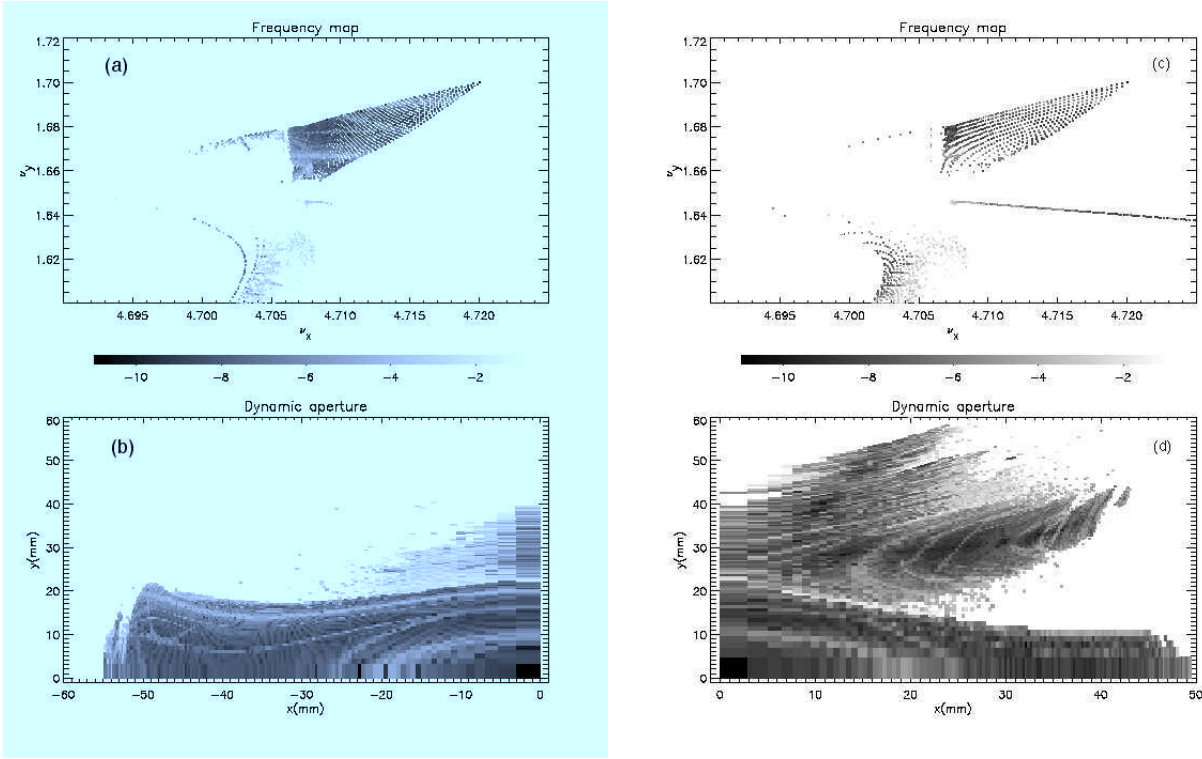 Frequency map
(a)
1.72
1.70
1.68
1.66
1.64
1.62
ν_y
4.695 4.700 4.705 4.710 4.715 4.720
ν_x
−10 −8 −6 −4 −2
Dynamic aperture
(b)
60
50
40
30
20
10
0
y(mm)
−60 −50 −40 −30 −20 −10 0
x(mm)
Frequency map
(c)
1.72
1.70
1.68
1.66
1.64
1.62
ν_y
4.695 4.700 4.705 4.710 4.715 4.720
ν_x
−10 −8 −6 −4 −2
Dynamic aperture
(d)
60
50
40
30
20
10
0
y(mm)
0 10 20 30 40 50
x(mm)